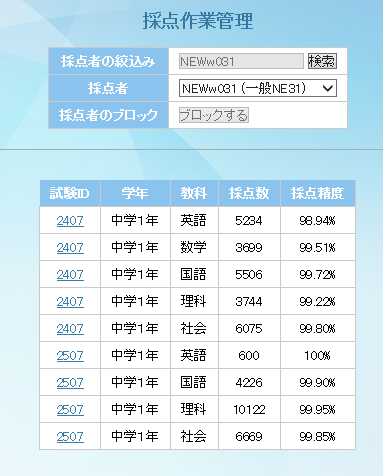 採点作業管理
採点者の絞込み NEWw031 検索
採点者 NEWw031 (一般NE31)
採点者のブロック ブロックする
試験ID 学年 教科 採点数 採点精度
2407 中学1年 英語 5234 98.94%
2407 中学1年 数学 3699 99.51%
2407 中学1年 国語 5506 99.72%
2407 中学1年 理科 3744 99.22%
2407 中学1年 社会 6075 99.80%
2507 中学1年 英語 600 100%
2507 中学1年 国語 4226 99.90%
2507 中学1年 理科 10122 99.95%
2507 中学1年 社会 6669 99.85%